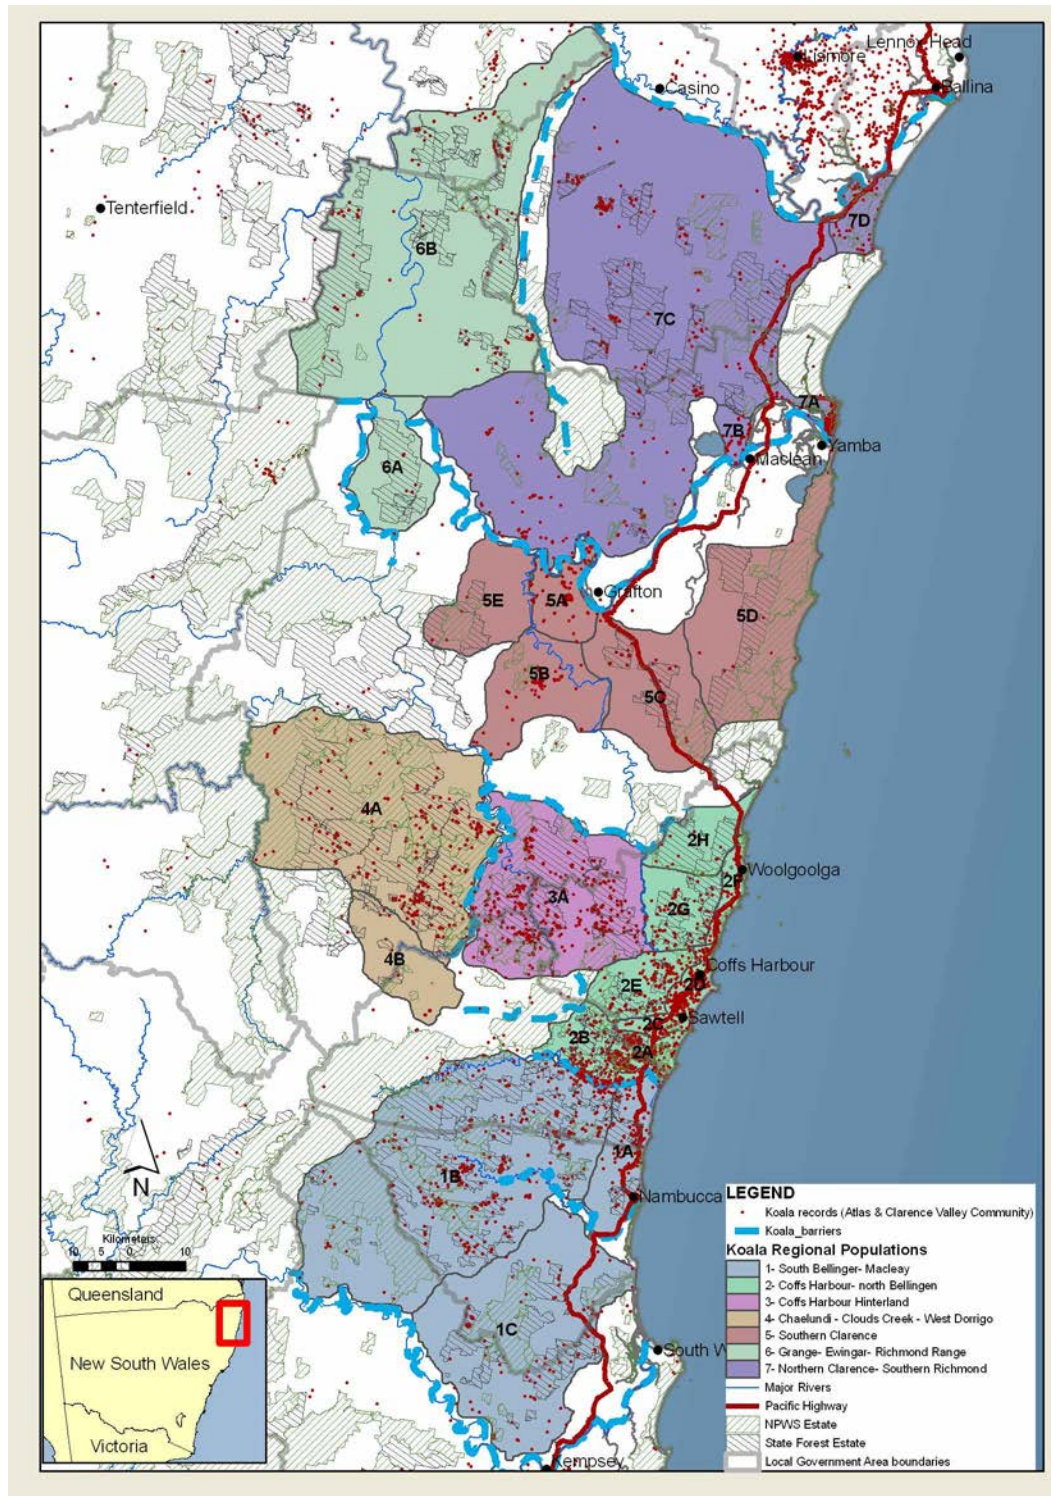 Lennox Head
Lismore
Casino
Ballina
Tenterfield
7D
6B
7C
7A
7B
Yamba
Maclean
6A
5E
5A
Grafton
5D
5B
5C
4A
2H
Woolgoolga
2F
3A
2G
4B
Coffs Harbour
2E
2D
Sawtell
2C
2B
2A
1A
1B
Nambucca
N
Kilometers
10 5 0 10
1C
South W
Kempsey
Queensland
New South Wales
Victoria
LEGEND
Koala records (Atlas & Clarence Valley Community)
Koala_barriers
Koala Regional Populations
1- South Bellinger- Macleay
2- Coffs Harbour- north Bellingen
3- Coffs Harbour Hinterland
4- Chaelundi - Clouds Creek - West Dorrigo
5- Southern Clarence
6- Grange- Ewingar- Richmond Range
7- Northern Clarence- Southern Richmond
Major Rivers
Pacific Highway
NPWS Estate
State Forest Estate
Local Government Area boundaries